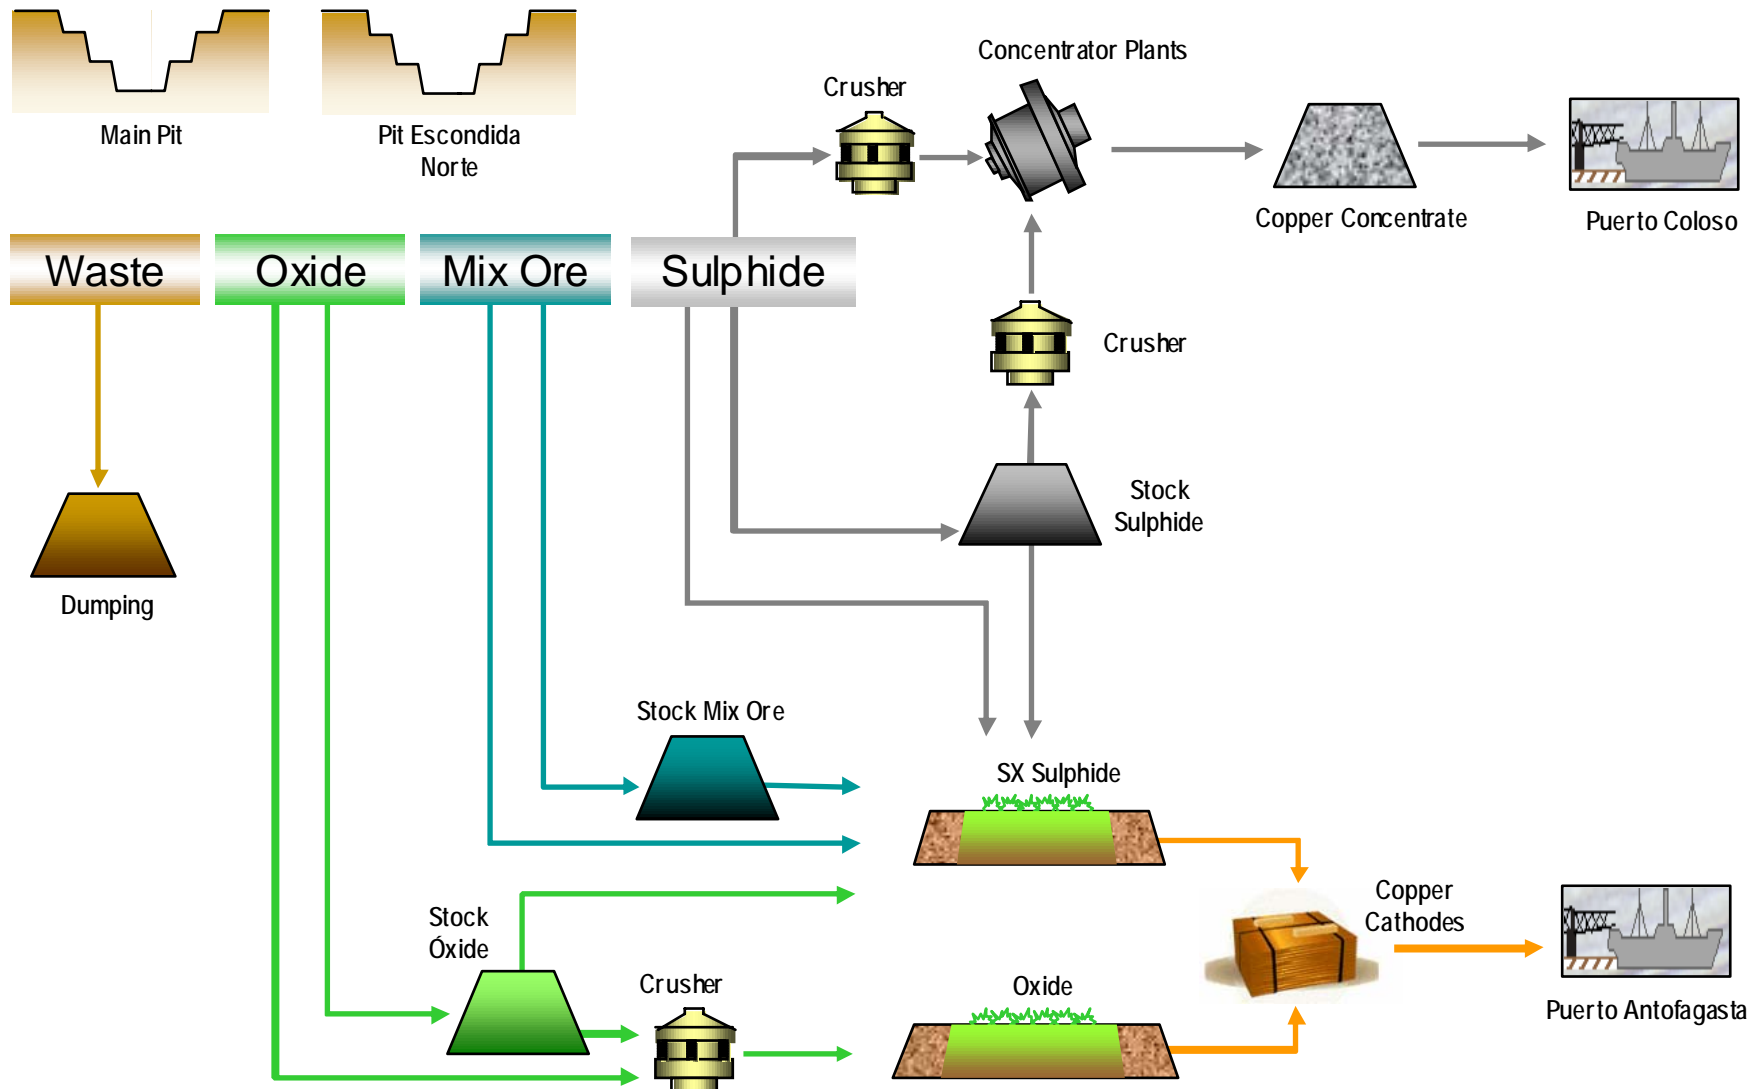 Main Pit
Pit Escondida
Norte
Crusher
Concentrator Plants
Copper Concentrate
Puerto Coloso
Waste
Oxide
Mix Ore
Sulphide
Crusher
Stock
Sulphide
Dumping
Stock Mix Ore
SX Sulphide
Stock
Óxide
Crusher
Oxide
Copper
Cathodes
Puerto Antofagasta